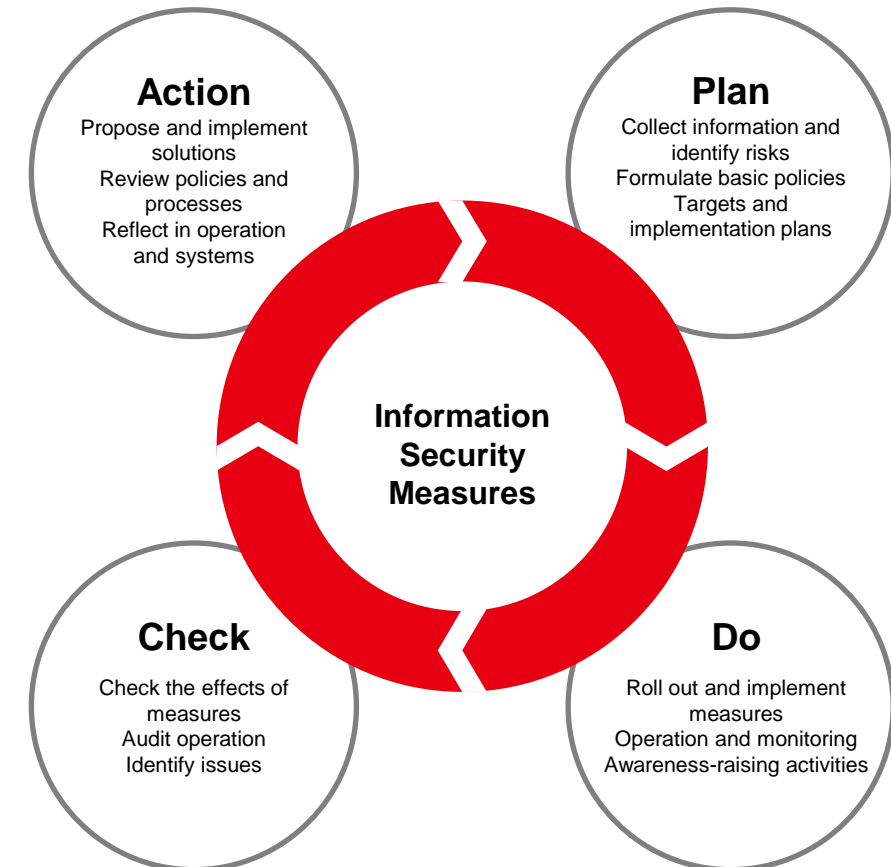 Action
Propose and implement
solutions
Review policies and
processes
Reflect in operation
and systems
Plan
Collect information and
identify risks
Formulate basic policies
Targets and
implementation plans
Information
Security
Measures
Check
Check the effects of
measures
Audit operation
Identify issues
Do
Roll out and implement
measures
Operation and monitoring
Awareness-raising activities